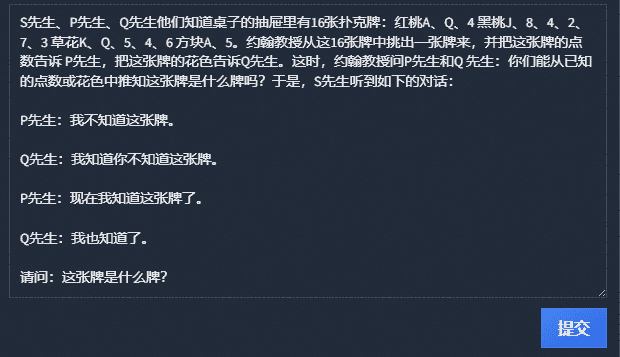 S先生、P先生、Q先生他们知道桌子的抽屉里有16张扑克牌：红桃A、Q、4 黑桃J、8、4、2、
7、3 草花K、Q、5、4、6 方块A、5。约翰教授从这16张牌中挑出一张牌来，并把这张牌的点
数告诉 P先生，把这张牌的花色告诉Q先生。这时，约翰教授问P先生和Q 先生：你们能从已知
的点数或花色中推知这张牌是什么牌吗？于是，S先生听到如下的对话：
P先生：我不知道这张牌。
Q先生：我知道你不知道这张牌。
P先生：现在我知道这张牌了。
Q先生：我也知道了。
请问：这张牌是什么牌？
提交